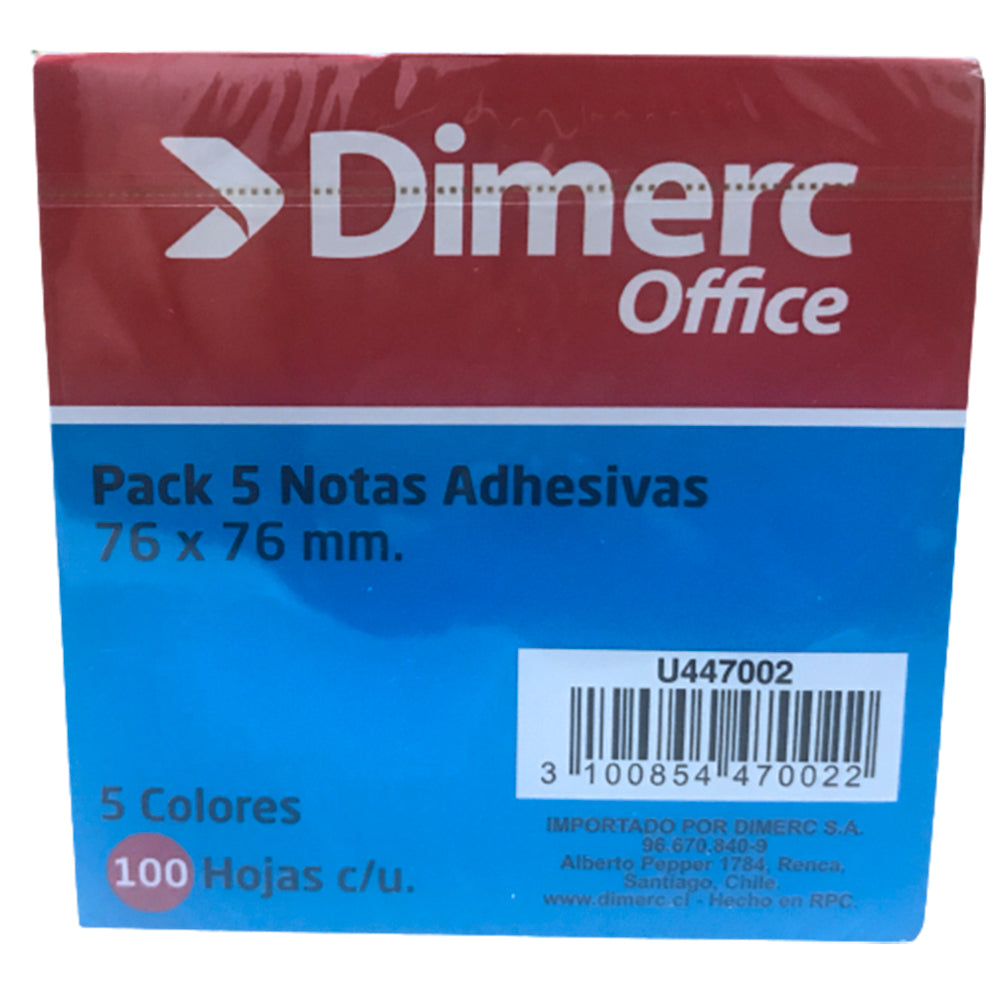 Dimerc
Office
Pack 5 Notas Adhesivas
76 x 76 mm.
U447002
3 100854 470022
5 Colores
100 Hojas c/u.
IMPORTADO POR DIMERC S.A.
96.670.840-9
Alberto Pepper 1784, Renca,
Santiago, Chile.
www.dimerc.cl - Hecho en RPC.